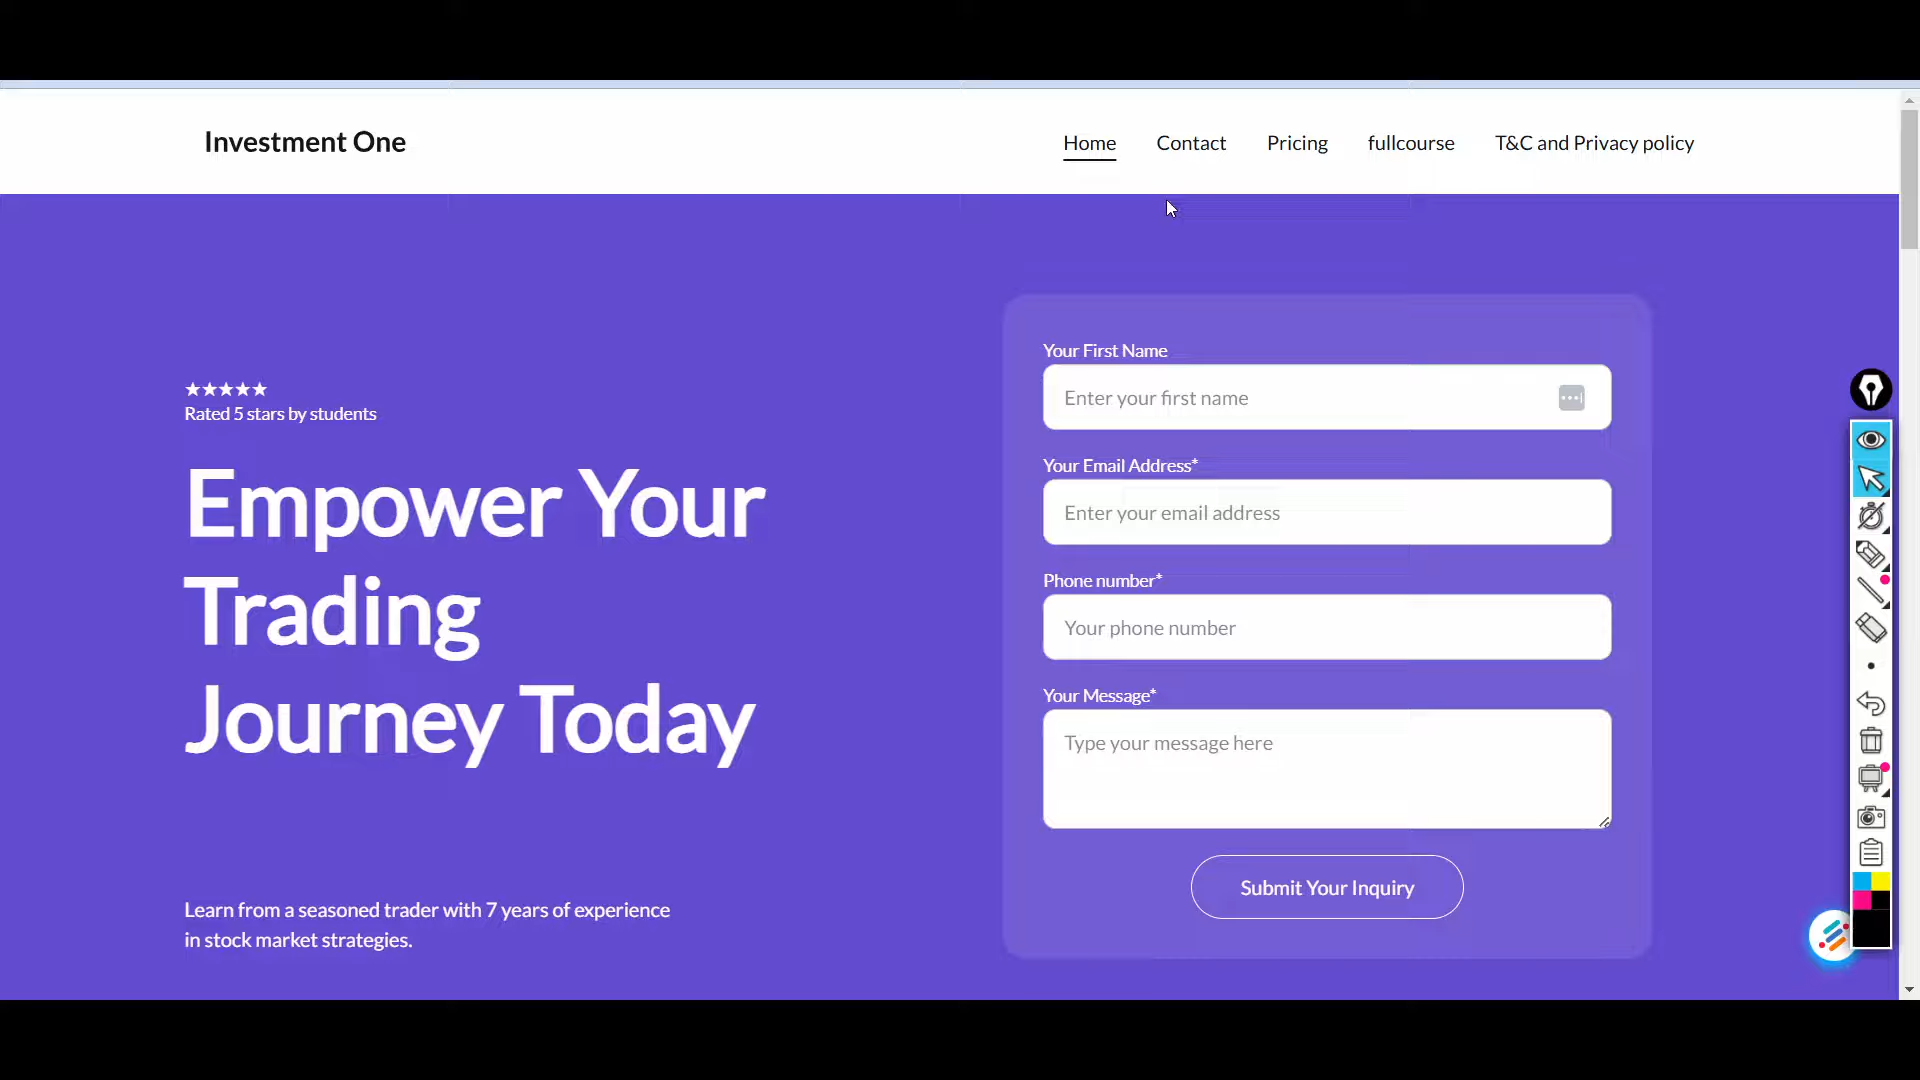 Investment One
Home
Contact
Pricing
fullcourse
T&C and Privacy policy
★★★★★
Rated 5 stars by students
Empower Your
Trading
Journey Today
Learn from a seasoned trader with 7 years of experience
in stock market strategies.
Your First Name
Enter your first name
Your Email Address*
Enter your email address
Phone number*
Your phone number
Your Message*
Type your message here
Submit Your Inquiry